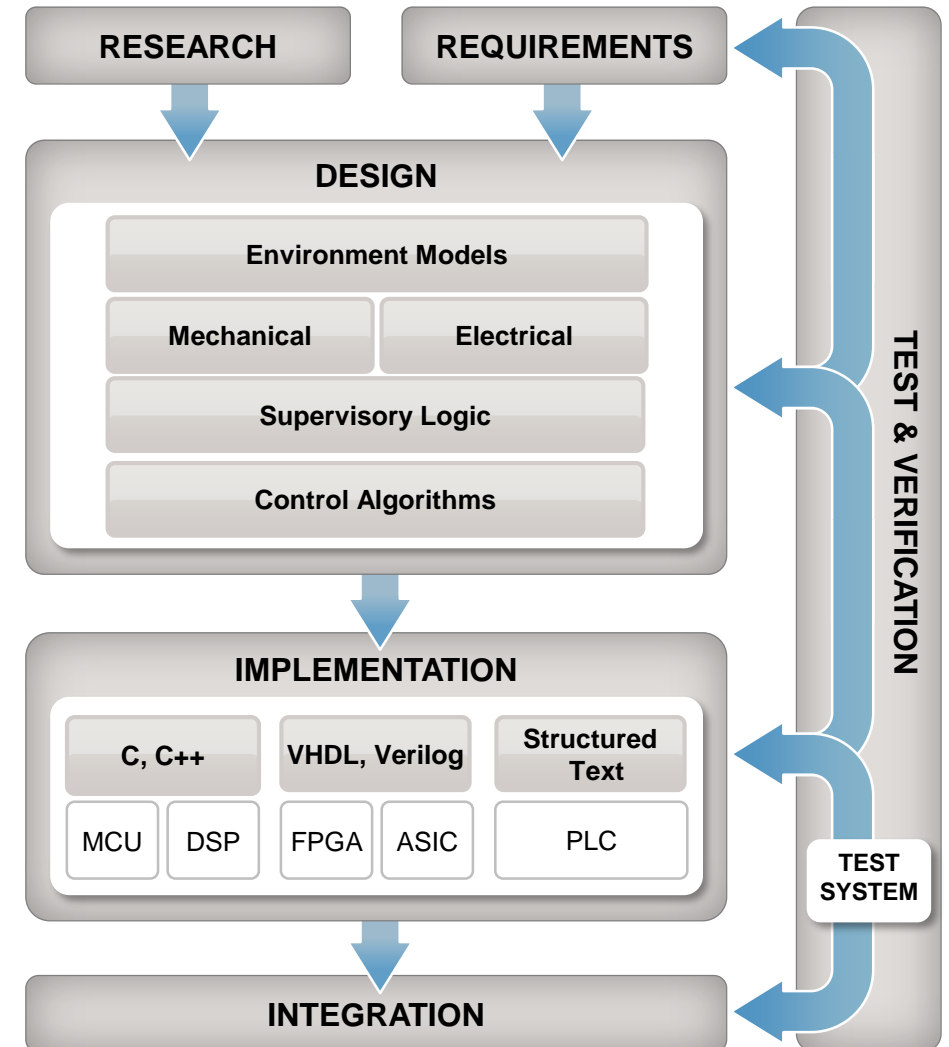 RESEARCH
REQUIREMENTS
DESIGN
Environment Models
Mechanical
Electrical
Supervisory Logic
Control Algorithms
IMPLEMENTATION
C, C++
VHDL, Verilog
Structured
Text
MCU
DSP
FPGA
ASIC
PLC
INTEGRATION
TEST & VERIFICATION
TEST
SYSTEM